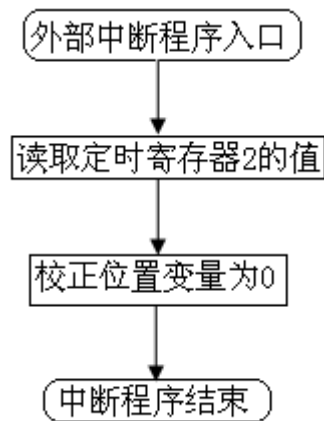 外部中断程序入口
读取定时寄存器2的值
校正位置变量为0
中断程序结束